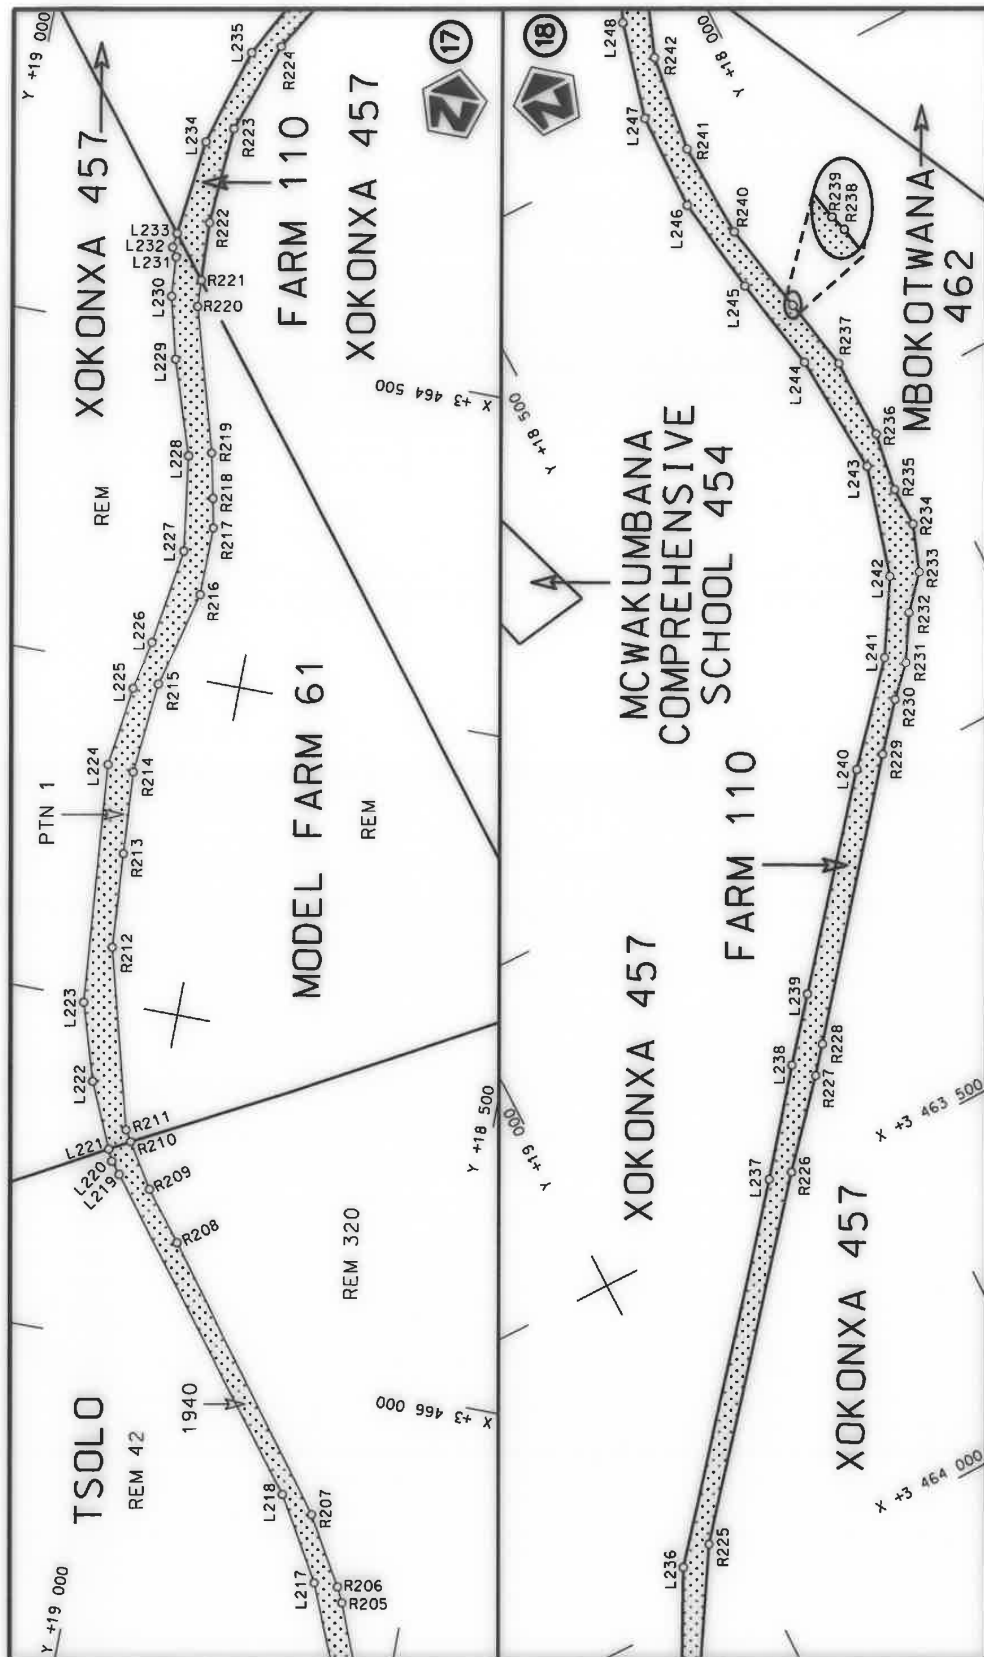 Y +19 000
XOKONXA 457
L235
R224
L234
R223
FARM 110
XOKONXA 457
17
L233
L232
L231
R222
R221
L230
R220
L229
X +3 464 500
REM
L228
R219
R218
L227
R217
R216
L226
L225
R215
L224
R214
PTN 1
R213
MODEL FARM 61
REM
R212
L223
L222
R211
L221
R210
L220
L219
R209
R208
Y +18 500
REM 320
TSOLO
REM 42
1940
X +3 466 000
L218
R207
L217
R206
R205
Y +19 000
18
L248
R242
Y +18 000
L247
R241
L246
R240
R239
R238
MBOKOTWANA
462
L245
R237
L244
R236
Y +18 500
MCWAKUMBANA
COMPREHENSIVE
SCHOOL 454
L243
R235
R234
L242
R233
R232
L241
R231
R230
L240
R229
FARM 110
XOKONXA 457
L239
R228
L238
R227
X +3 463 500
Y +19 000
L237
R226
XOKONXA 457
X +3 464 000
L236
R225